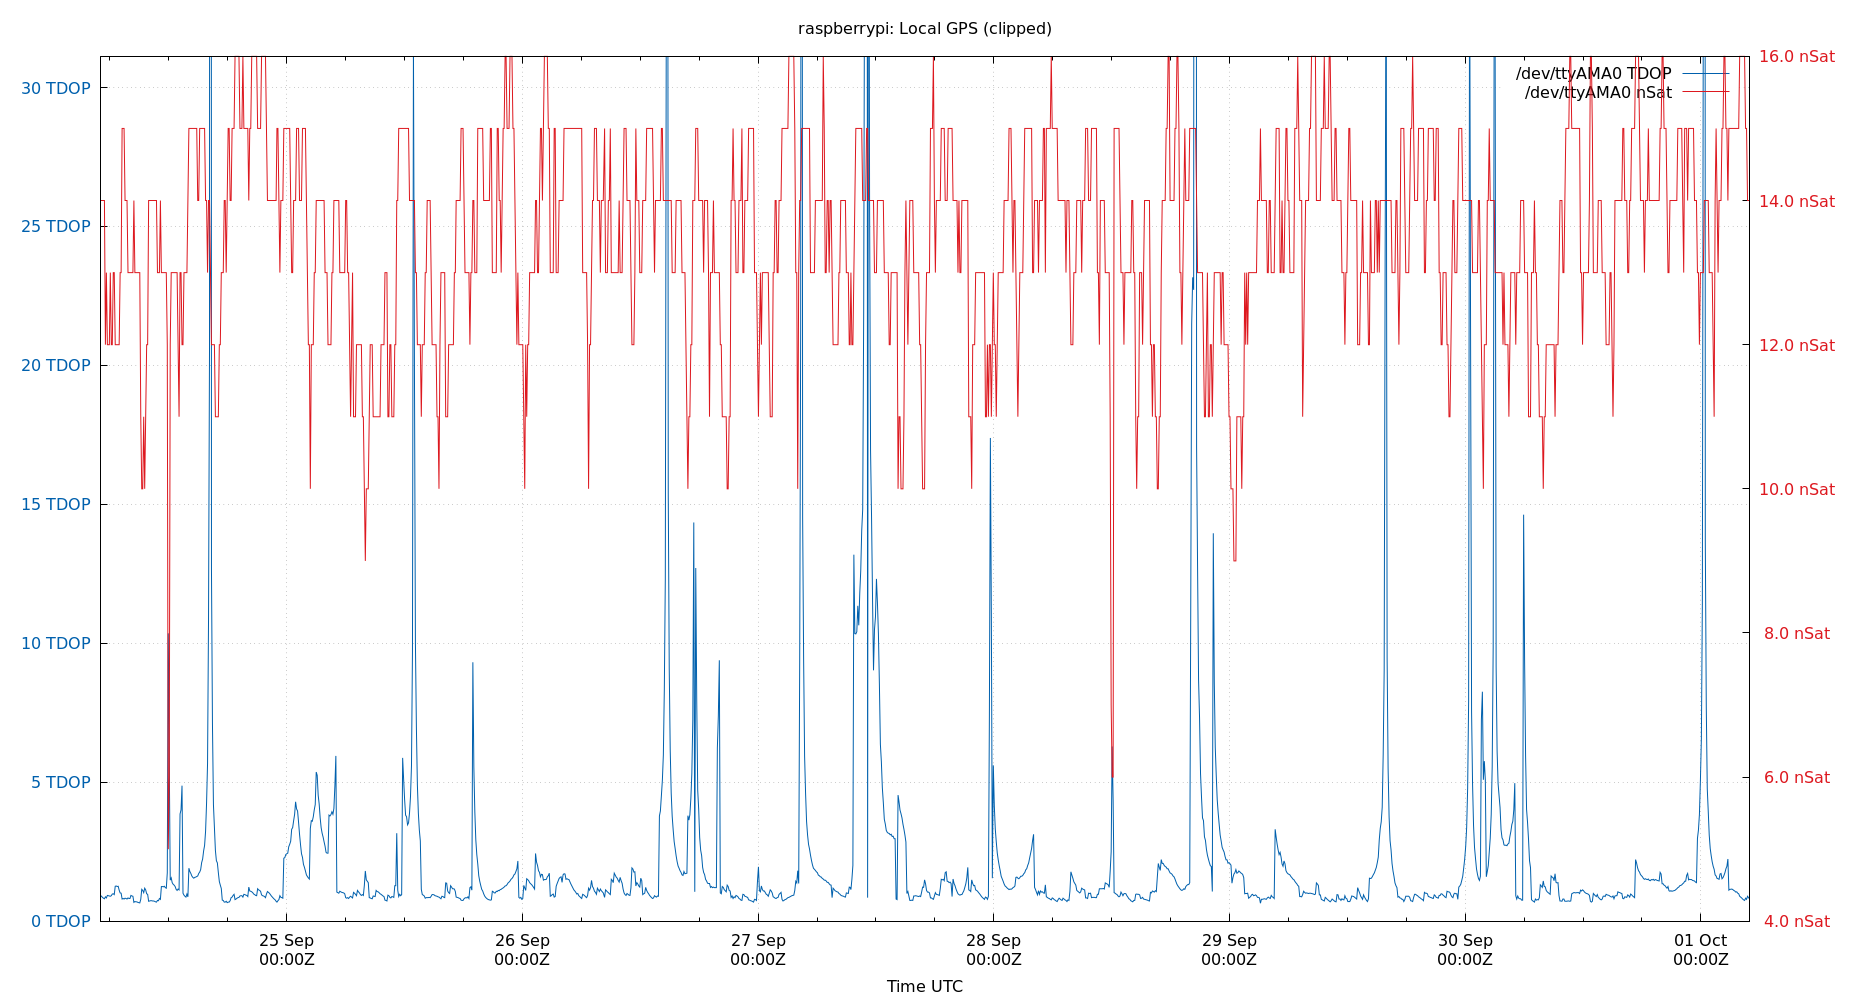 raspberrypi: Local GPS (clipped)
30 TDOP
25 TDOP
20 TDOP
15 TDOP
10 TDOP
5 TDOP
0 TDOP
16.0 nSat
14.0 nSat
12.0 nSat
10.0 nSat
8.0 nSat
6.0 nSat
4.0 nSat
/dev/ttyAMA0 TDOP
/dev/ttyAMA0 nSat
25 Sep 26 Sep 27 Sep 28 Sep 29 Sep 30 Sep 01 Oct
00:00Z 00:00Z 00:00Z 00:00Z 00:00Z 00:00Z 00:00Z
Time UTC